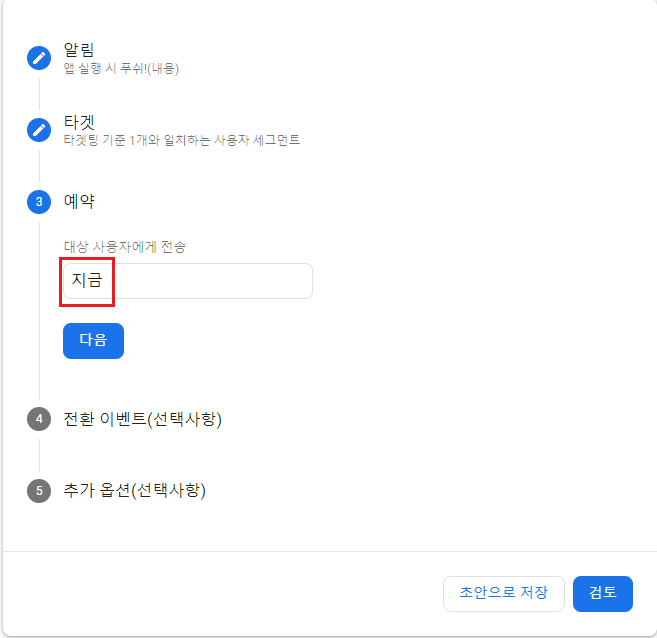 알림
앱 실행 시 푸쉬!(내용)
타겟
타겟팅 기준 1개와 일치하는 사용자 세그먼트
3 예약
대상 사용자에게 전송
지금
다음
4 전환 이벤트(선택사항)
5 추가 옵션(선택사항)
초안으로 저장 검토